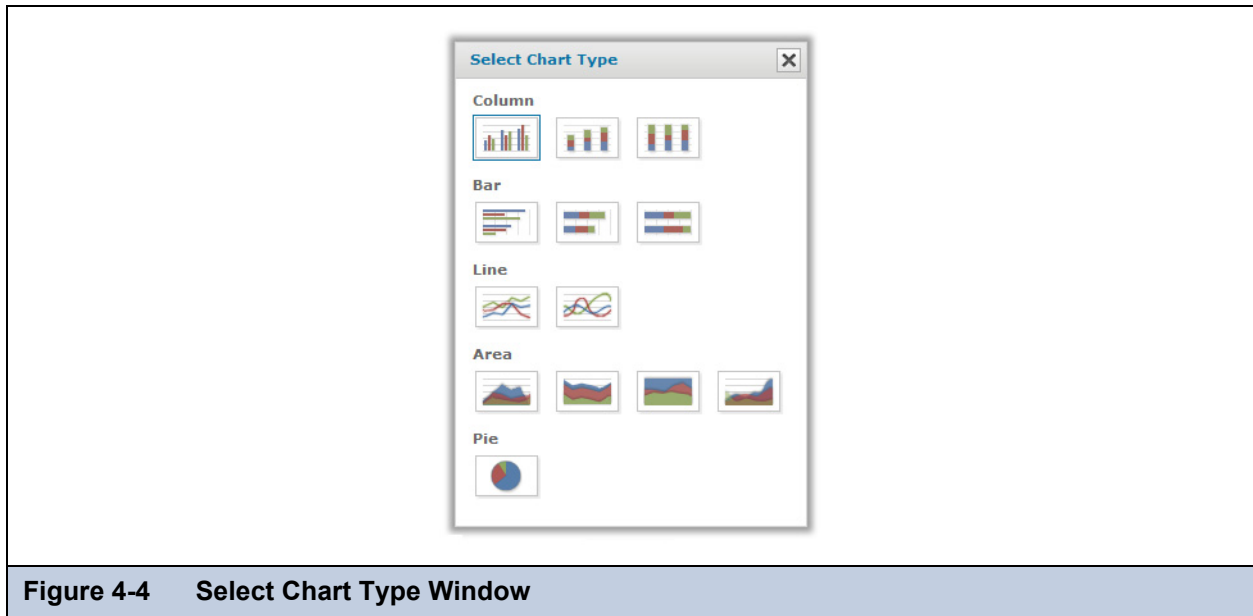 Select Chart Type
Column
Bar
Line
Area
Pie
Figure 4-4 Select Chart Type Window